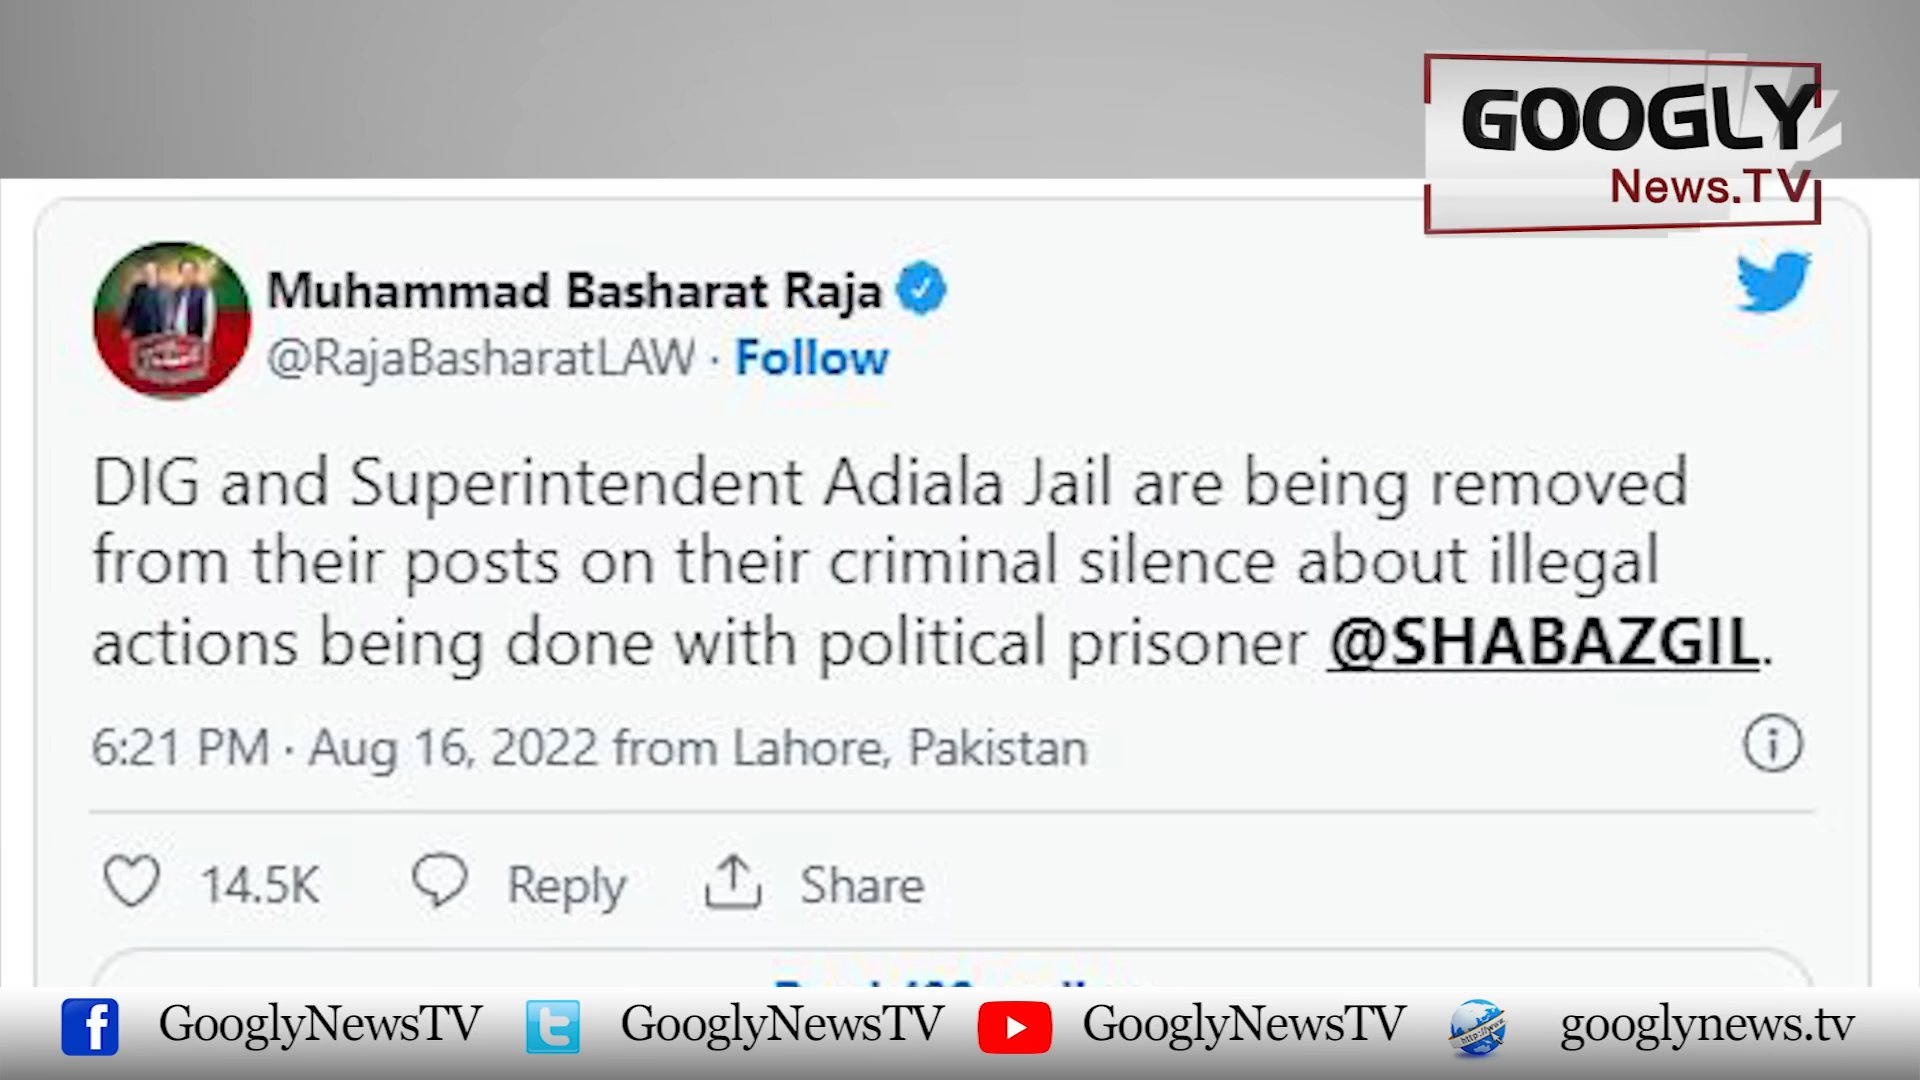 GOOGLY
News.TV
Muhammad Basharat Raja
@RajaBasharatLAW · Follow
DIG and Superintendent Adiala Jail are being removed
from their posts on their criminal silence about illegal
actions being done with political prisoner @SHABAZGIL.
6:21 PM · Aug 16, 2022 from Lahore, Pakistan
14.5K Reply Share
GooglyNewsTV GooglyNewsTV GooglyNewsTV googlynews.tv